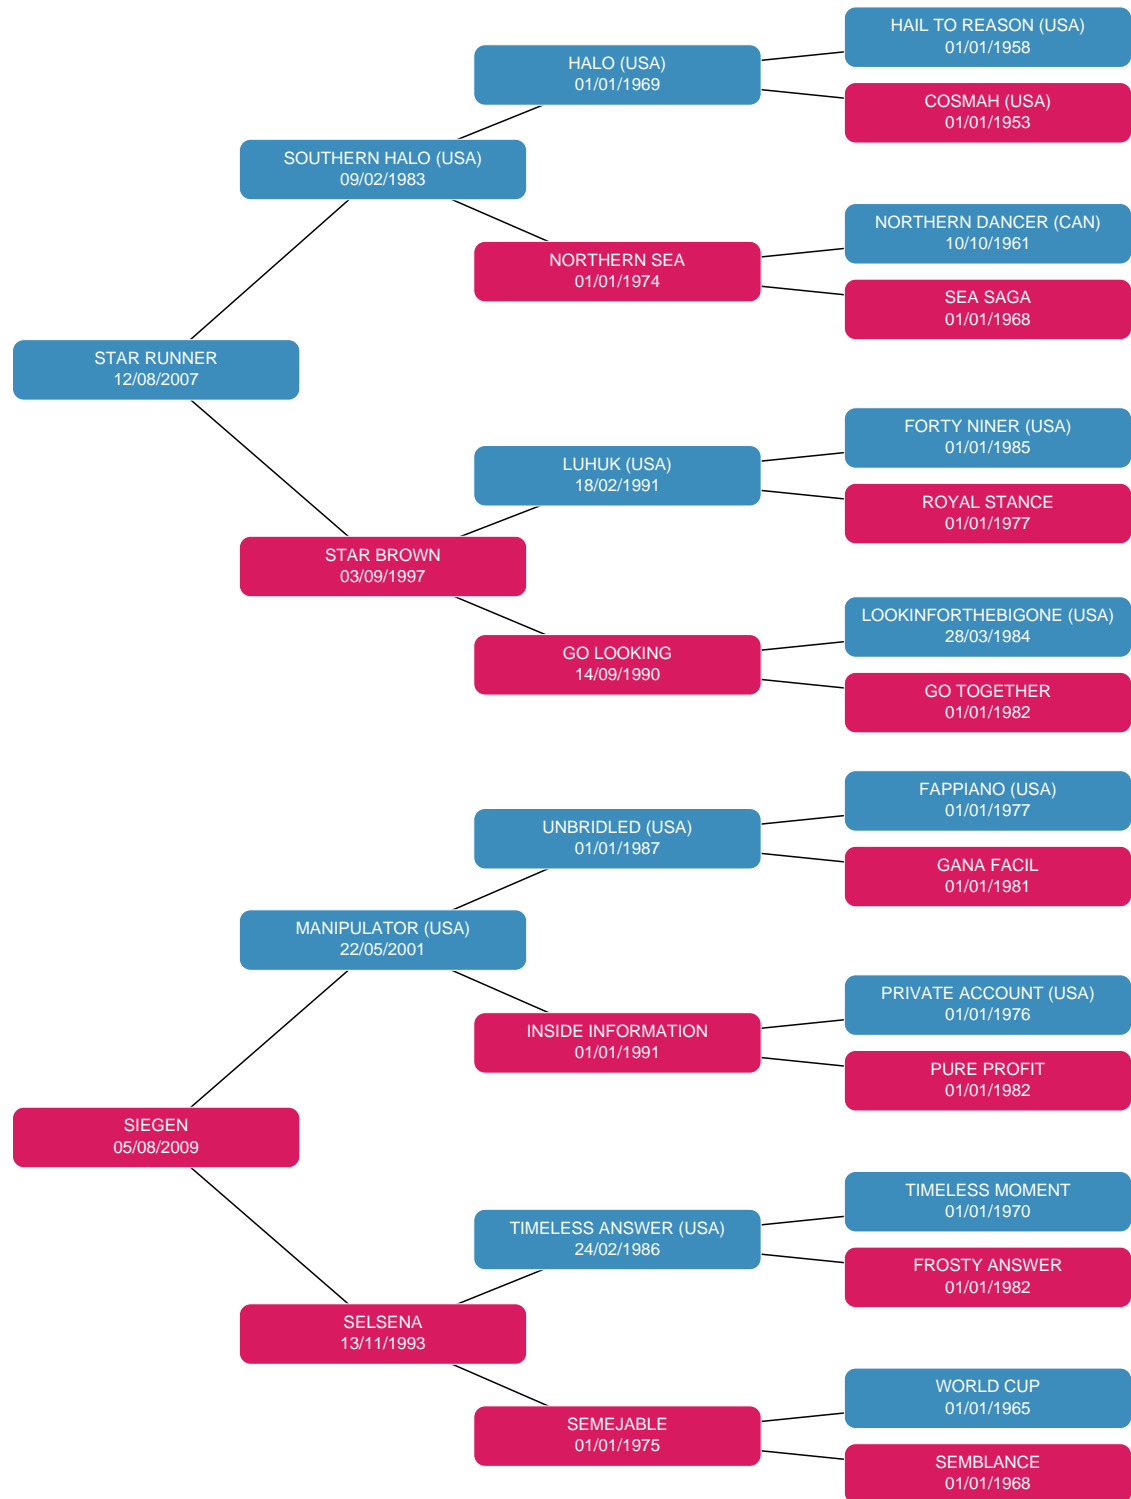 HAIL TO REASON (USA)
01/01/1958
HALO (USA)
01/01/1969
COSMAH (USA)
01/01/1953
SOUTHERN HALO (USA)
09/02/1983
NORTHERN DANCER (CAN)
10/10/1961
NORTHERN SEA
01/01/1974
SEA SAGA
01/01/1968
STAR RUNNER
12/08/2007
FORTY NINER (USA)
01/01/1985
LUHUK (USA)
18/02/1991
ROYAL STANCE
01/01/1977
STAR BROWN
03/09/1997
LOOKINFORTHEBIGONE (USA)
28/03/1984
GO LOOKING
14/09/1990
GO TOGETHER
01/01/1982
FAPPIANO (USA)
01/01/1977
UNBRIDLED (USA)
01/01/1987
GANA FACIL
01/01/1981
MANIPULATOR (USA)
22/05/2001
PRIVATE ACCOUNT (USA)
01/01/1976
INSIDE INFORMATION
01/01/1991
PURE PROFIT
01/01/1982
SIEGEN
05/08/2009
TIMELESS MOMENT
01/01/1970
TIMELESS ANSWER (USA)
24/02/1986
FROSTY ANSWER
01/01/1982
SELSENA
13/11/1993
WORLD CUP
01/01/1965
SEMEJABLE
01/01/1975
SEMBLANCE
01/01/1968